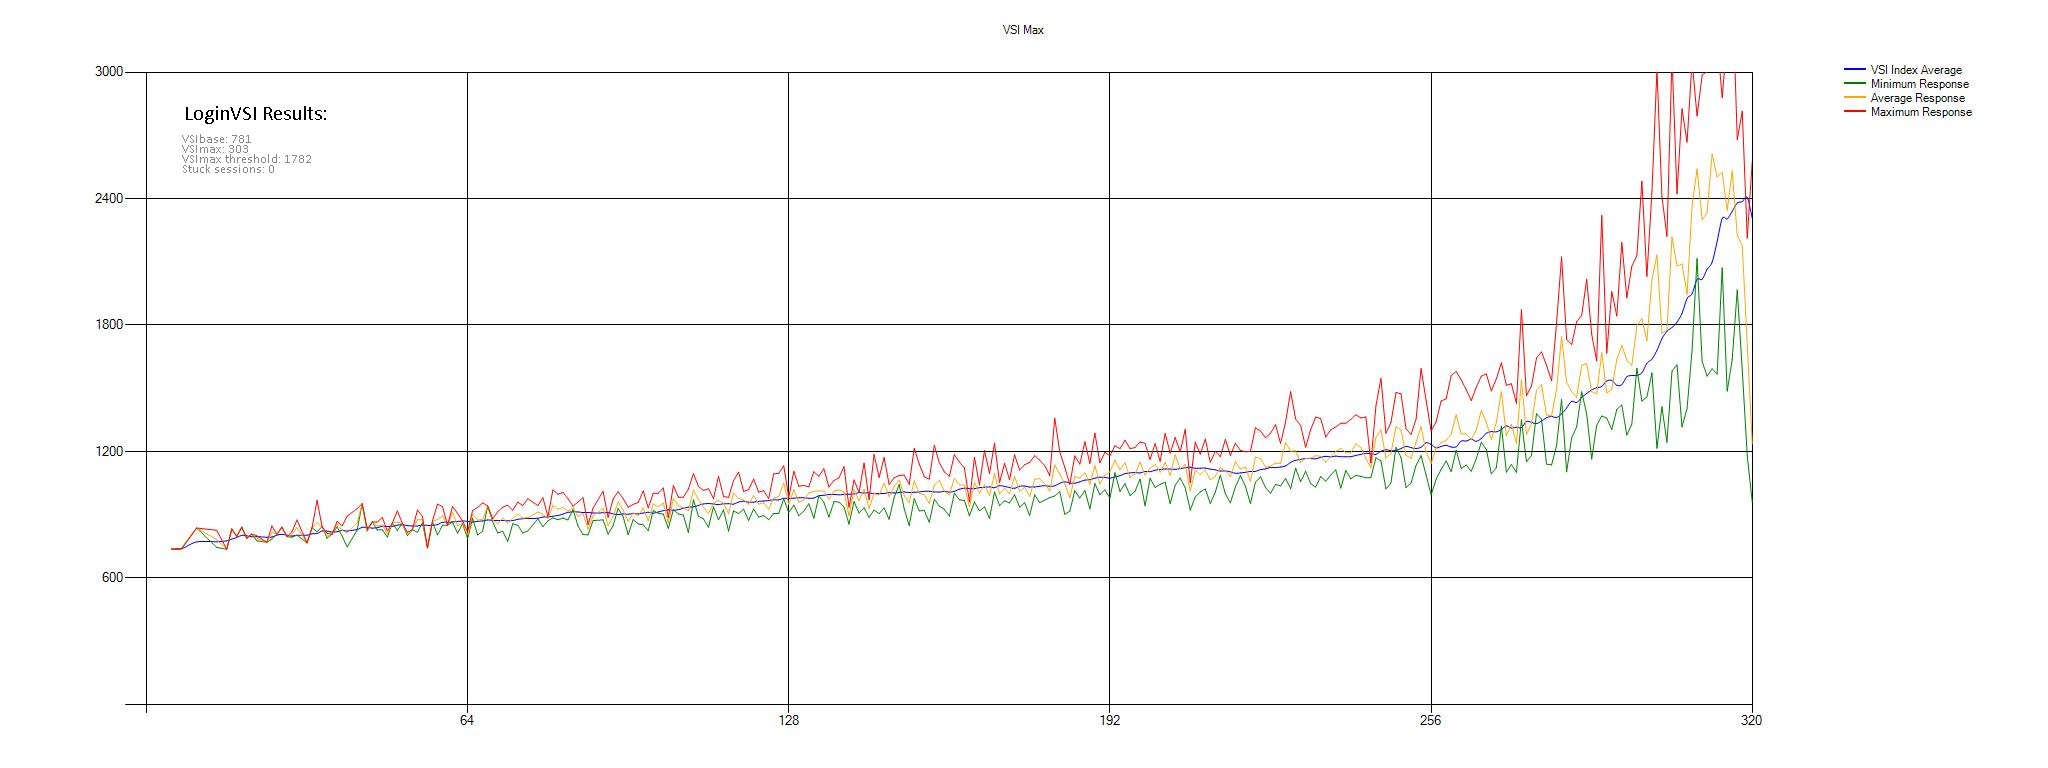 VSI Max
3000
2400
1800
1200
600
LoginVSI Results:
VSIbase: 781
VSImax: 303
VSImax threshold: 1782
Stuck sessions: 0
VSI Index Average
Minimum Response
Average Response
Maximum Response
64 128 192 256 320